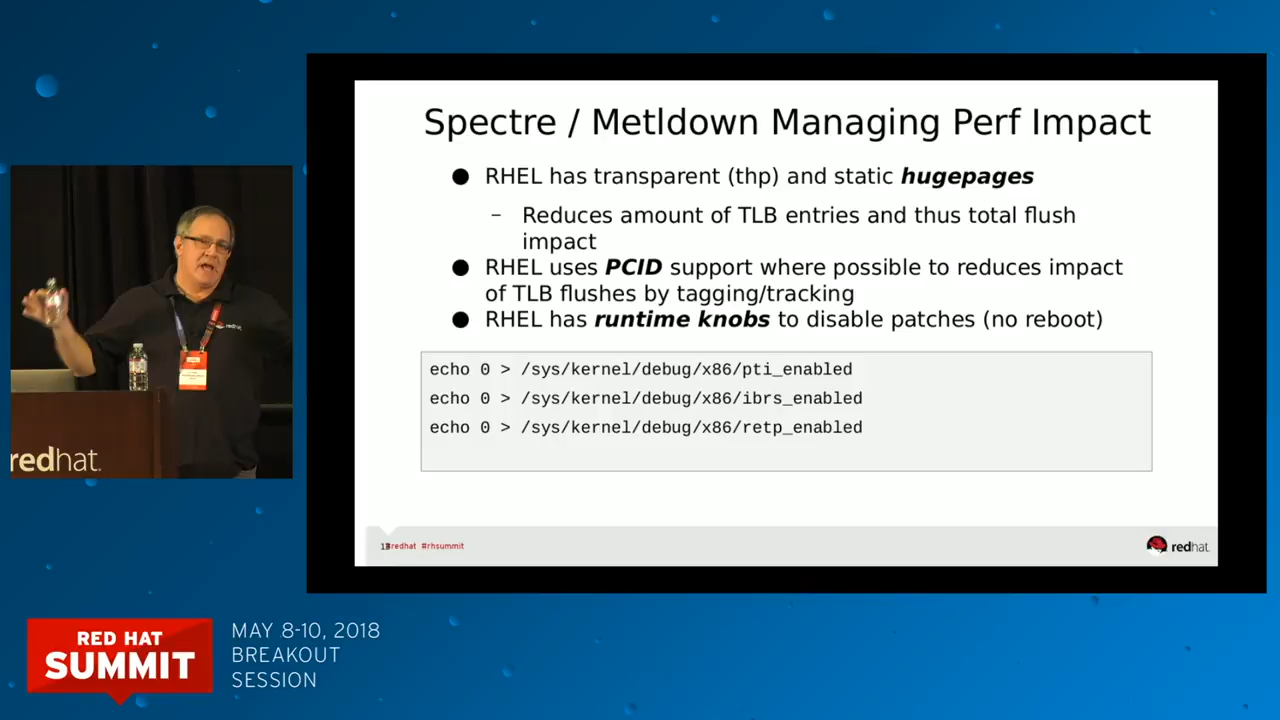 Spectre / Metldown Managing Perf Impact
● RHEL has transparent (thp) and static hugepages
– Reduces amount of TLB entries and thus total flush
impact
● RHEL uses PCID support where possible to reduces impact
of TLB flushes by tagging/tracking
● RHEL has runtime knobs to disable patches (no reboot)
echo 0 > /sys/kernel/debug/x86/pti_enabled
echo 0 > /sys/kernel/debug/x86/ibrs_enabled
echo 0 > /sys/kernel/debug/x86/retp_enabled
redhat #rhsummit
redhat.
redhat
redhat.
RED HAT
SUMMIT
MAY 8-10, 2018
BREAKOUT
SESSION